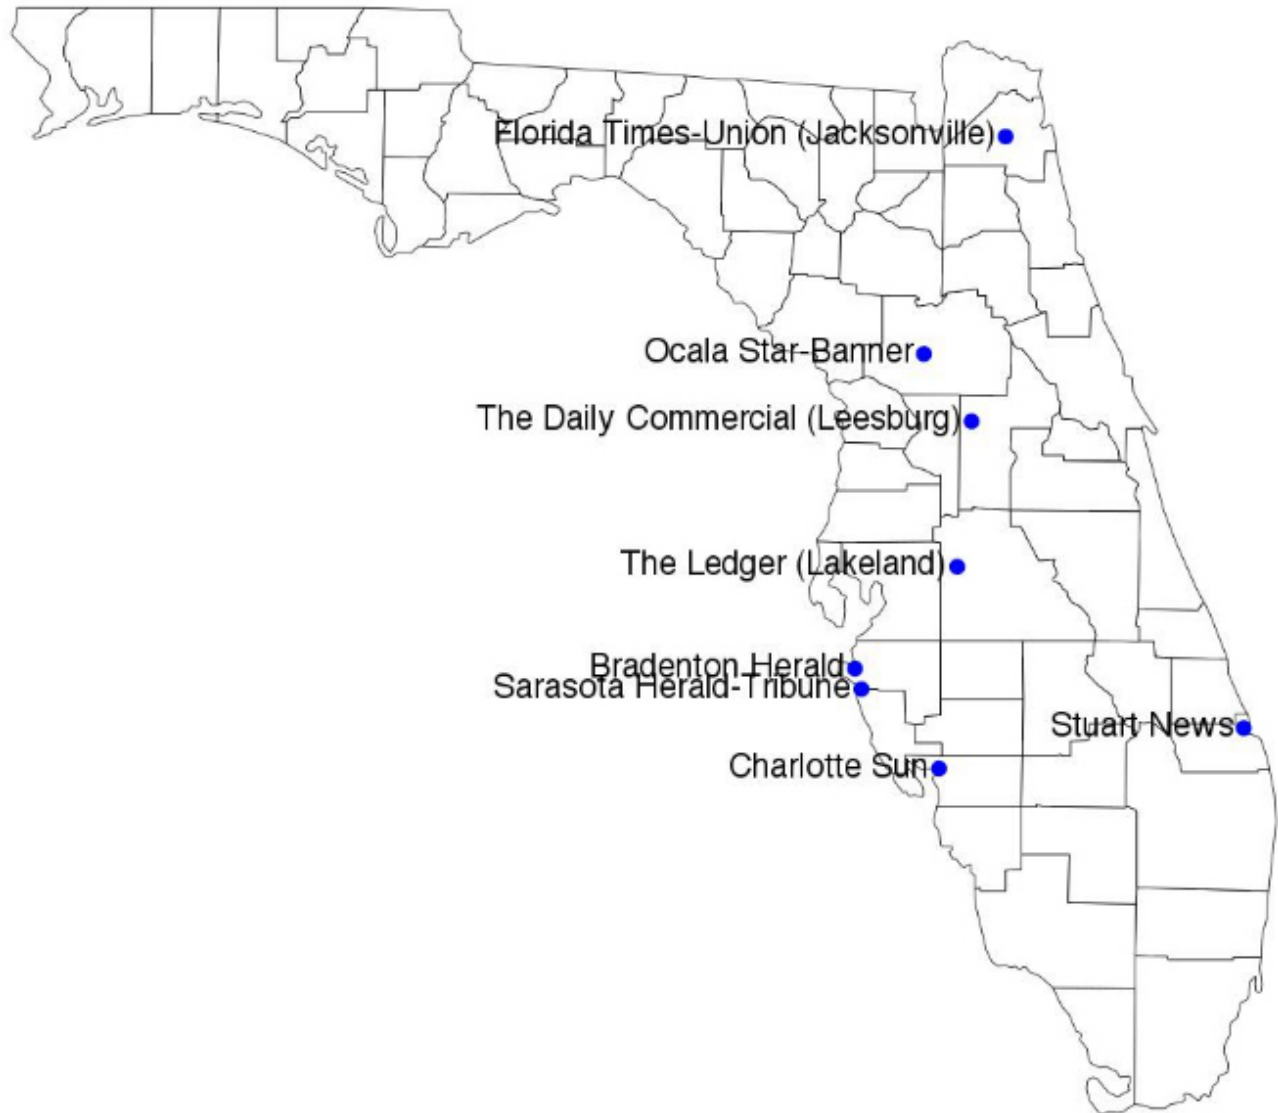 Florida Times-Union (Jacksonville)
Ocala Star-Banner
The Daily Commercial (Leesburg)
The Ledger (Lakeland)
Bradenton Herald
Sarasota Herald-Tribune
Stuart News
Charlotte Sun